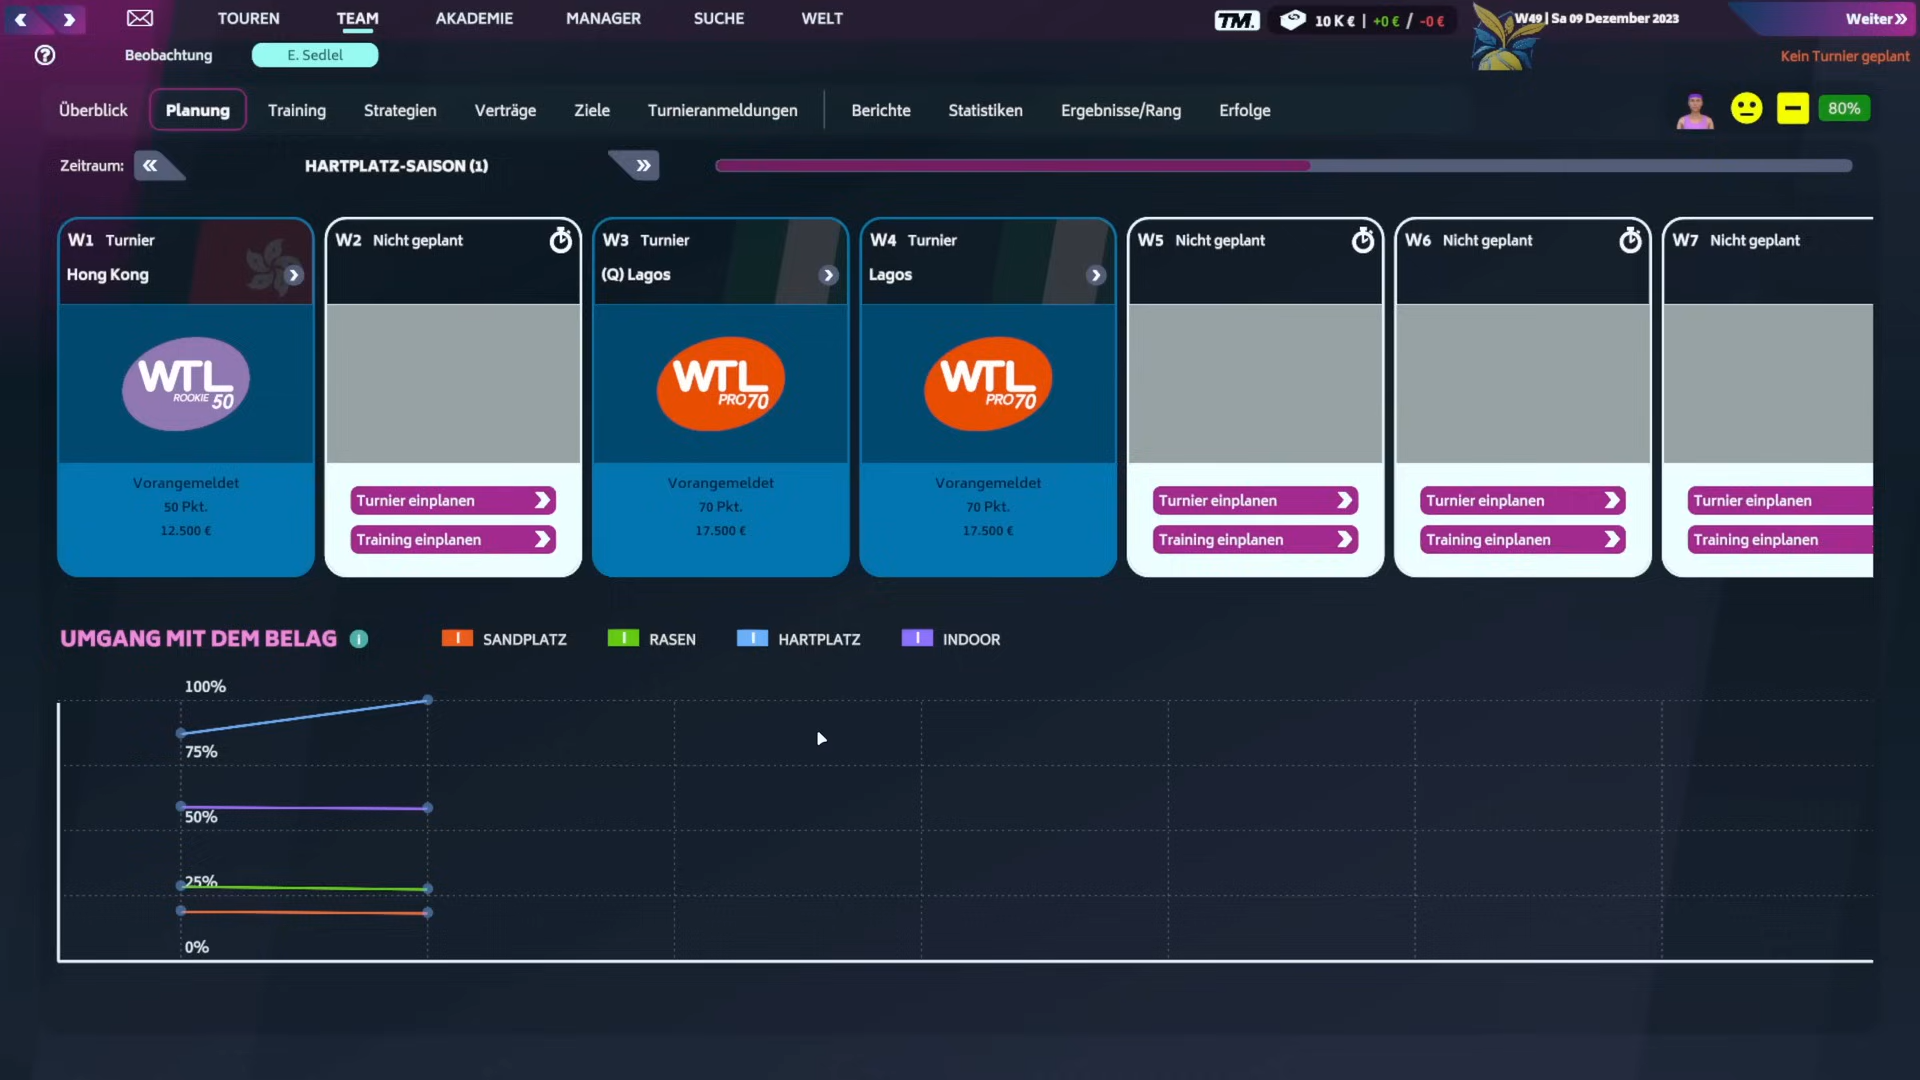 TOUREN TEAM AKADEMIE MANAGER SUCHE WELT TM. 10 K € | +0 € / -0 € W49 | Sa 09 Dezember 2023 Weiter
Beobachtung E. Sedlel Kein Turnier geplant
Überblick Planung Training Strategien Verträge Ziele Turnieranmeldungen Berichte Statistiken Ergebnisse/Rang Erfolge 80%
Zeitraum: HARTPLATZ-SAISON (1)
W1 Turnier
Hong Kong
WTL
ROOKIE 50
Vorangemeldet
50 Pkt.
12.500 €
W2 Nicht geplant
Turnier einplanen
Training einplanen
W3 Turnier
(Q) Lagos
WTL
PRO 70
Vorangemeldet
70 Pkt.
17.500 €
W4 Turnier
Lagos
WTL
PRO 70
Vorangemeldet
70 Pkt.
17.500 €
W5 Nicht geplant
Turnier einplanen
Training einplanen
W6 Nicht geplant
Turnier einplanen
Training einplanen
W7 Nicht geplant
Turnier einplanen
Training einplanen
UMGANG MIT DEM BELAG i SANDPLATZ RASEN HARTPLATZ INDOOR
100%
75%
50%
25%
0%